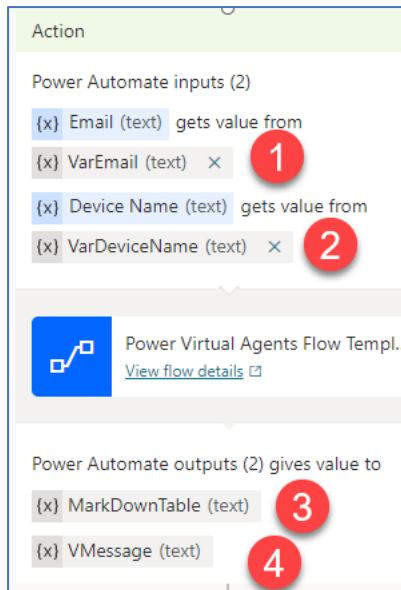 Action
Power Automate inputs (2)
{x} Email (text) gets value from
{x} VarEmail (text) ×
1
{x} Device Name (text) gets value from
{x} VarDeviceName (text) ×
2
Power Virtual Agents Flow Templ...
View flow details
Power Automate outputs (2) gives value to
{x} MarkDownTable (text)
3
{x} VMessage (text)
4